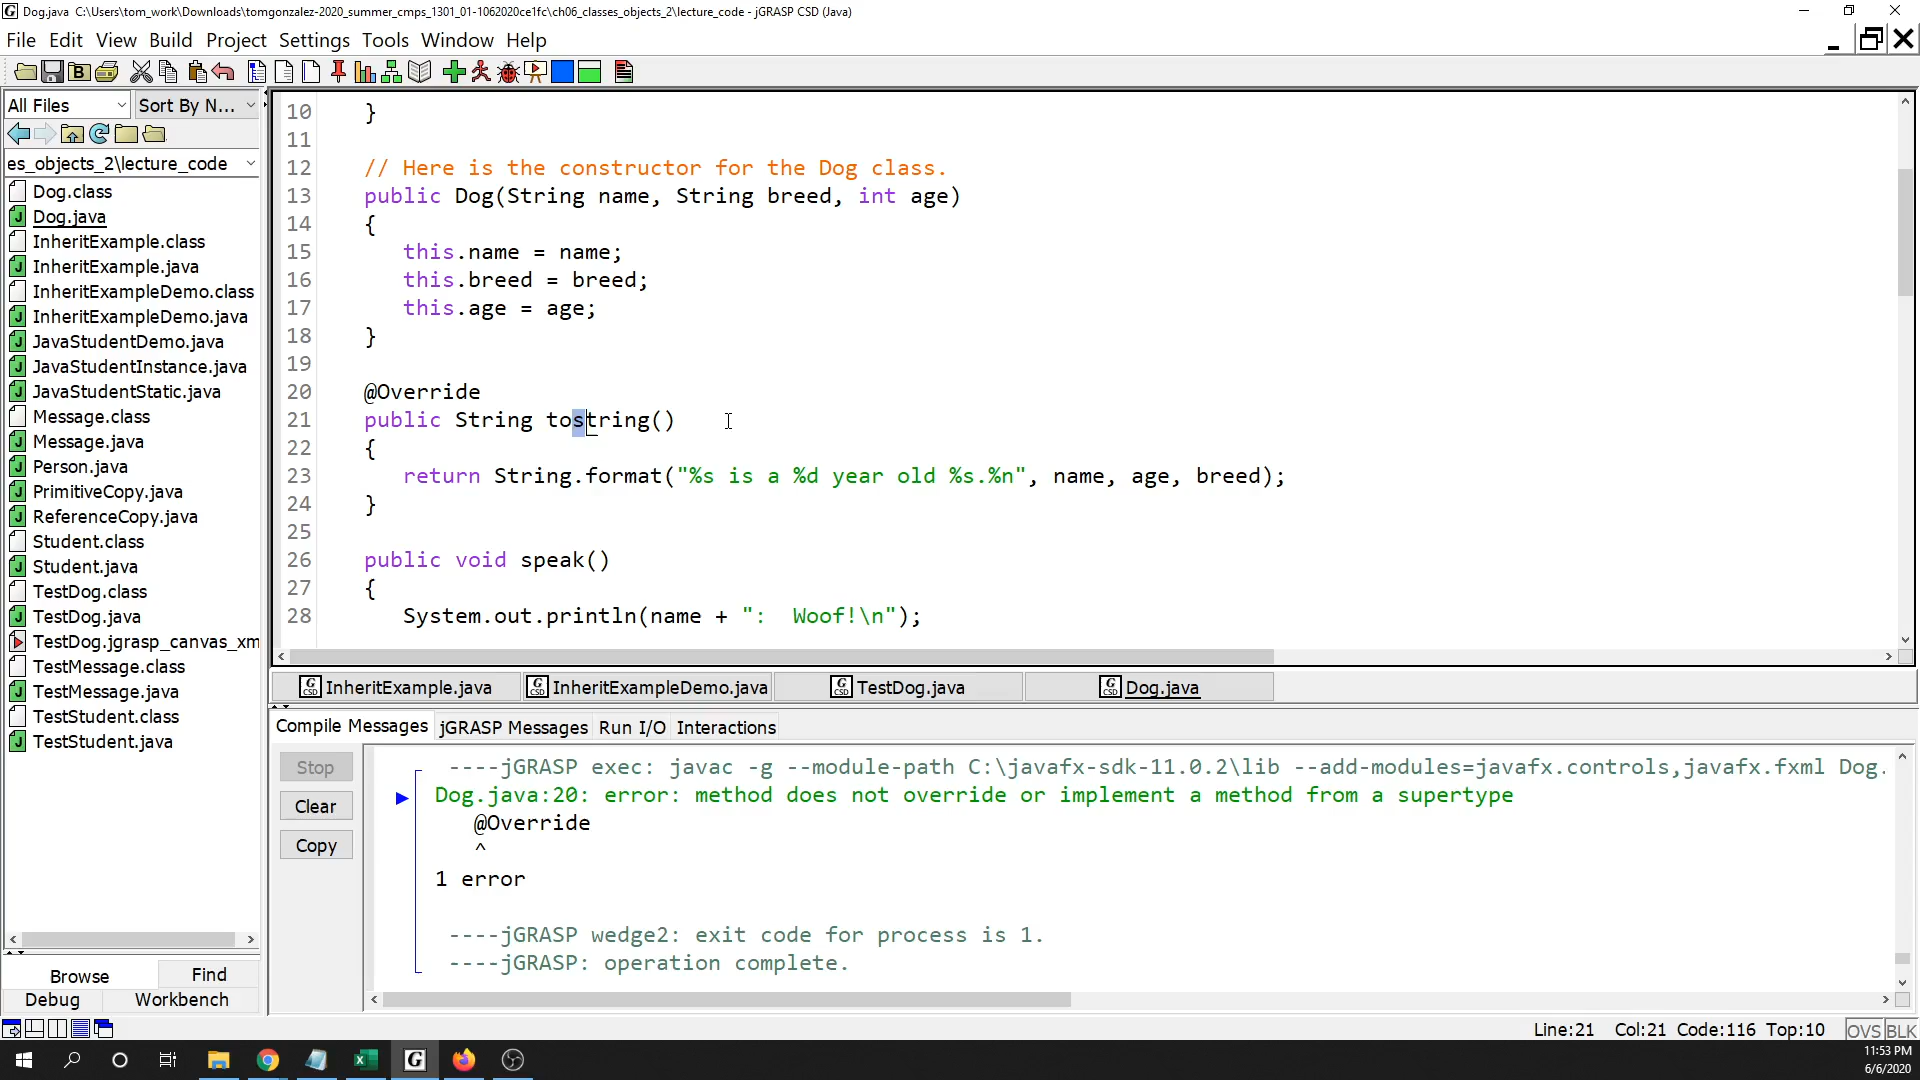 Dog.java C:\Users\tom_work\Downloads\tomgonzalez-2020_summer_cmps_1301_01-1062020ce1fc\ch06_classes_objects_2\lecture_code - jGRASP CSD (Java)
File Edit View Build Project Settings Tools Window Help
All Files Sort By N...
es_objects_2\lecture_code
Dog.class
Dog.java
InheritExample.class
InheritExample.java
InheritExampleDemo.class
InheritExampleDemo.java
JavaStudentDemo.java
JavaStudentInstance.java
JavaStudentStatic.java
Message.class
Message.java
Person.java
PrimitiveCopy.java
ReferenceCopy.java
Student.class
Student.java
TestDog.class
TestDog.java
TestDog.jgrasp_canvas_xm
TestMessage.class
TestMessage.java
TestStudent.class
TestStudent.java
Browse Find
Debug Workbench
10 }
11
12 // Here is the constructor for the Dog class.
13 public Dog(String name, String breed, int age)
14 {
15 this.name = name;
16 this.breed = breed;
17 this.age = age;
18 }
19
20 @Override
21 public String tostring()
22 {
23 return String.format("%s is a %d year old %s.%n", name, age, breed);
24 }
25
26 public void speak()
27 {
28 System.out.println(name + ":  Woof!\n");
InheritExample.java InheritExampleDemo.java TestDog.java Dog.java
Compile Messages jGRASP Messages Run I/O Interactions
Stop
Clear
Copy
----jGRASP exec: javac -g --module-path C:\javafx-sdk-11.0.2\lib --add-modules=javafx.controls,javafx.fxml Dog.
Dog.java:20: error: method does not override or implement a method from a supertype
@Override
^
1 error
----jGRASP wedge2: exit code for process is 1.
----jGRASP: operation complete.
Line:21 Col:21 Code:116 Top:10 OVS BLK
11:53 PM
6/6/2020